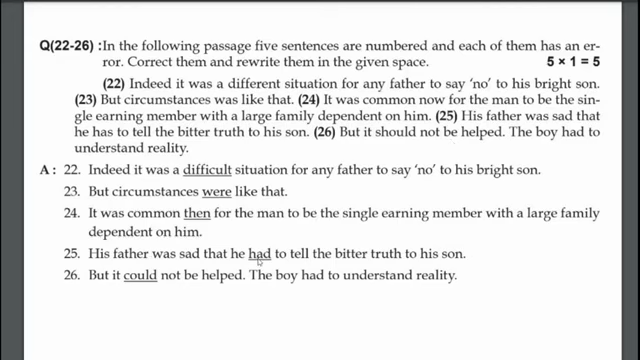 Q(22-26) : In the following passage five sentences are numbered and each of them has an er-
ror. Correct them and rewrite them in the given space. 5 × 1 = 5
(22) Indeed it was a different situation for any father to say 'no' to his bright son.
(23) But circumstances was like that. (24) It was common now for the man to be the sin-
gle earning member with a large family dependent on him. (25) His father was sad that
he has to tell the bitter truth to his son. (26) But it should not be helped. The boy had to
understand reality.
A : 22. Indeed it was a difficult situation for any father to say 'no' to his bright son.
23. But circumstances were like that.
24. It was common then for the man to be the single earning member with a large family
dependent on him.
25. His father was sad that he had to tell the bitter truth to his son.
26. But it could not be helped. The boy had to understand reality.